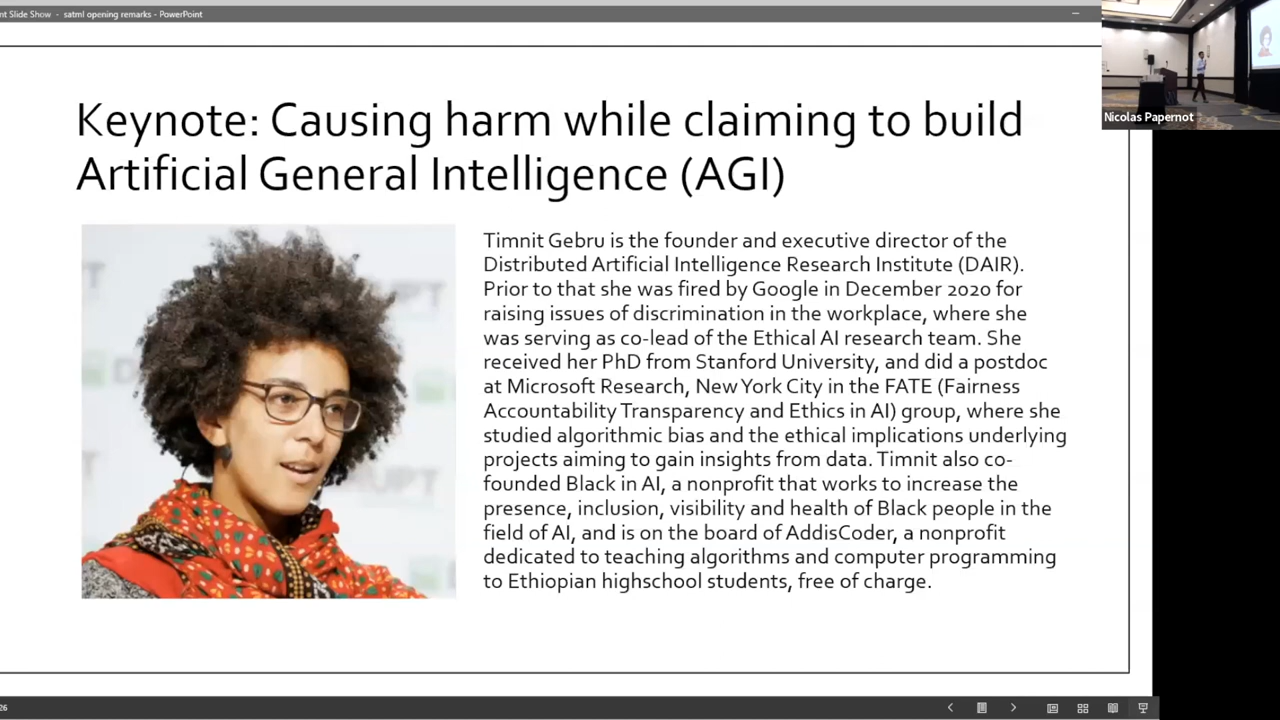 nt Slide Show - satml opening remarks - PowerPoint
Nicolas Papernot
Keynote: Causing harm while claiming to build
Artificial General Intelligence (AGI)
Timnit Gebru is the founder and executive director of the
Distributed Artificial Intelligence Research Institute (DAIR).
Prior to that she was fired by Google in December 2020 for
raising issues of discrimination in the workplace, where she
was serving as co-lead of the Ethical AI research team. She
received her PhD from Stanford University, and did a postdoc
at Microsoft Research, New York City in the FATE (Fairness
Accountability Transparency and Ethics in AI) group, where she
studied algorithmic bias and the ethical implications underlying
projects aiming to gain insights from data. Timnit also co-
founded Black in AI, a nonprofit that works to increase the
presence, inclusion, visibility and health of Black people in the
field of AI, and is on the board of AddisCoder, a nonprofit
dedicated to teaching algorithms and computer programming
to Ethiopian highschool students, free of charge.
26